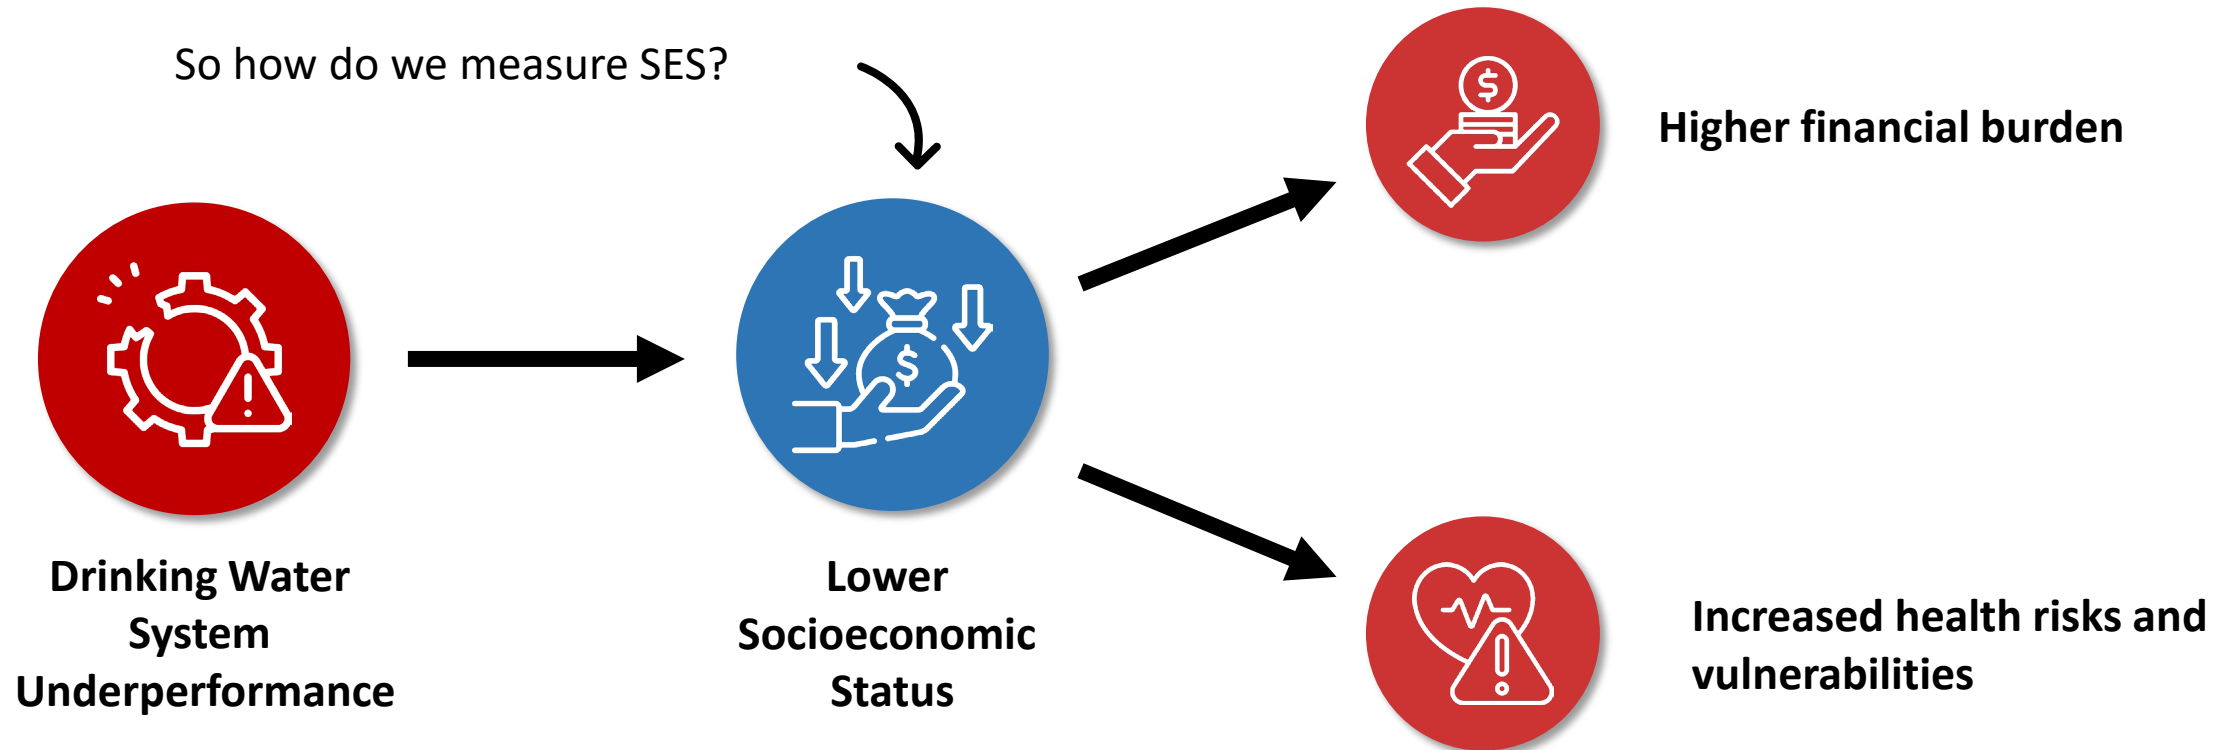 So how do we measure SES?
Higher financial burden
$
$
Drinking Water
System
Underperformance
Lower
Socioeconomic
Status
Increased health risks and
vulnerabilities